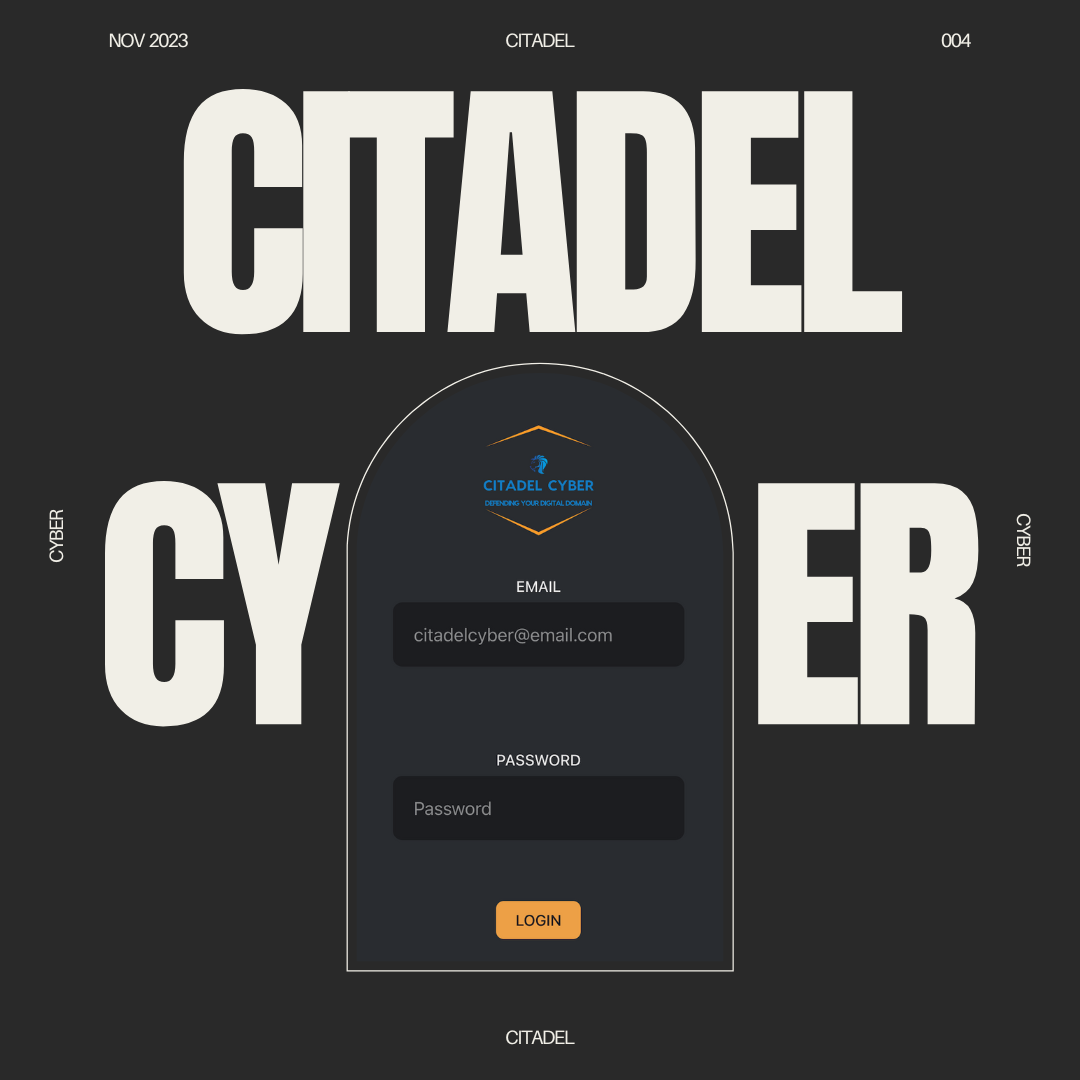 NOV 2023 CITADEL 004
CITADEL
CY ER
CYBER
CYBER
CITADEL CYBER
DEFENDING YOUR DIGITAL DOMAIN
EMAIL
citadelcyber@email.com
PASSWORD
Password
LOGIN
CITADEL